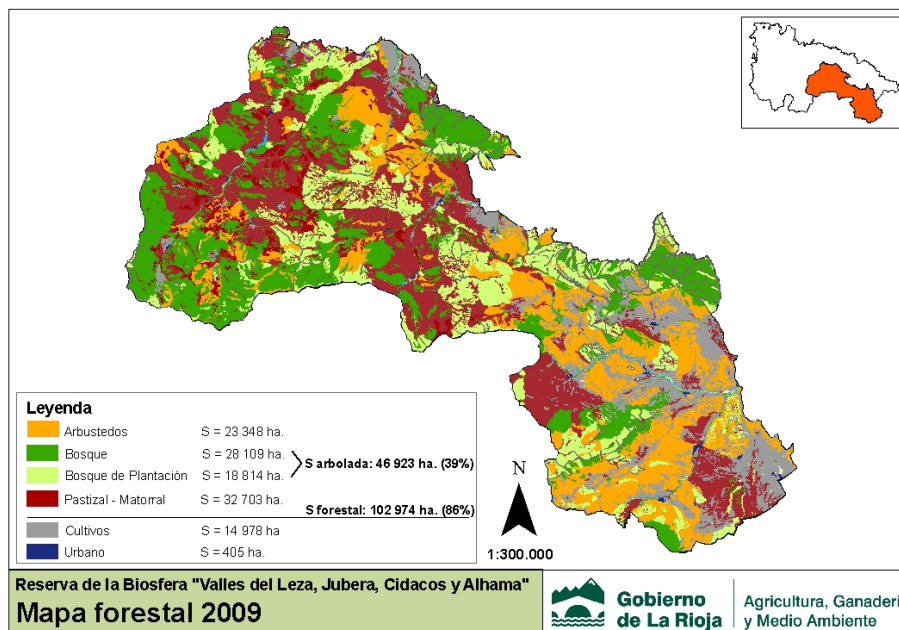 Leyenda
Arbustedos S = 23 348 ha.
Bosque S = 28 109 ha.
S arbolada: 46 923 ha. (39%)
Bosque de Plantación S = 18 814 ha.
Pastizal - Matorral S = 32 703 ha.
S forestal: 102 974 ha. (86%)
Cultivos S = 14 978 ha
Urbano S = 405 ha.
N
1:300.000
Reserva de la Biosfera "Valles del Leza, Jubera, Cidacos y Alhama"
Mapa forestal 2009
Gobierno
de La Rioja
Agricultura, Ganaderí
y Medio Ambiente